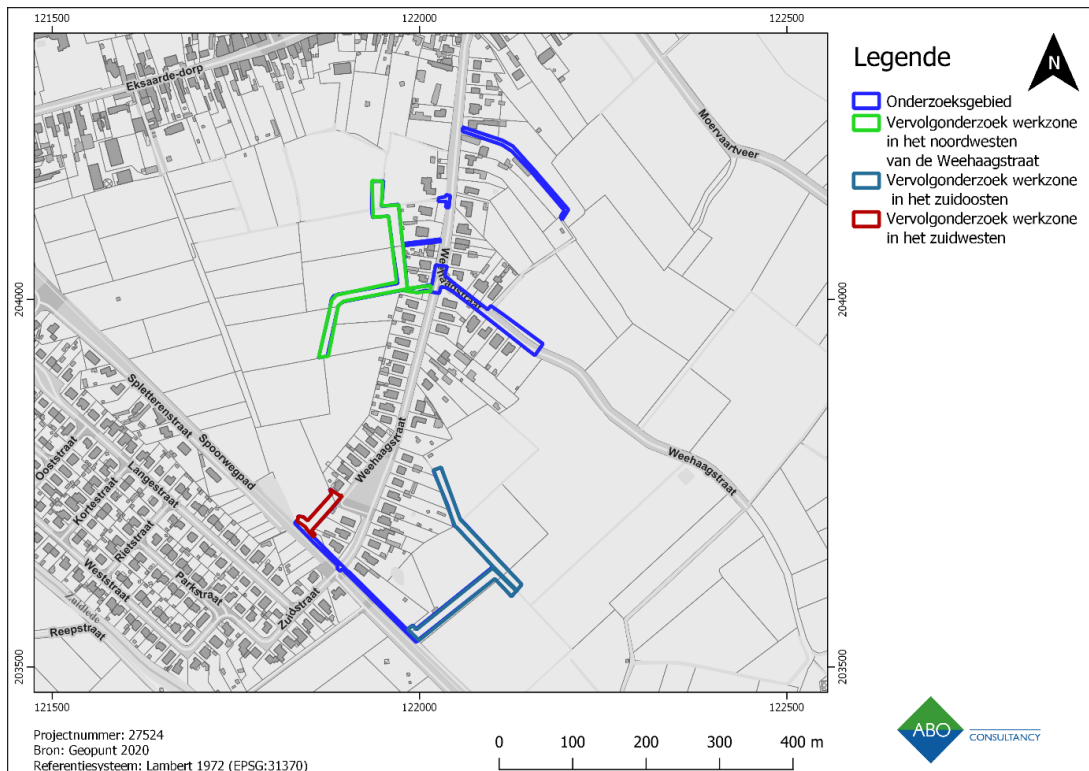 121500
122000
122500
Legende
N
Onderzoeksgebied
Vervolgonderzoek werkzone
in het noordwesten
van de Weehaagstraat
Vervolgonderzoek werkzone
in het zuidoosten
Vervolgonderzoek werkzone
in het zuidwesten
Eksaarde-dorp
Moervaartveer
204000
Weehaagstraat
204000
Spletterenstraat
Spoorwegpad
Weehaagstraat
Weehaagstraat
Ooststraat
Langestraat
Kortestraat
Rietstraat
Parkstraat
Weststraat
Zuidstraat
Zuidlede
Reepstraat
203500
203500
121500
122000
122500
Projectnummer: 27524
Bron: Geopunt 2020
Referentiesysteem: Lambert 1972 (EPSG:31370)
0 100 200 300 400 m
ABO CONSULTANCY